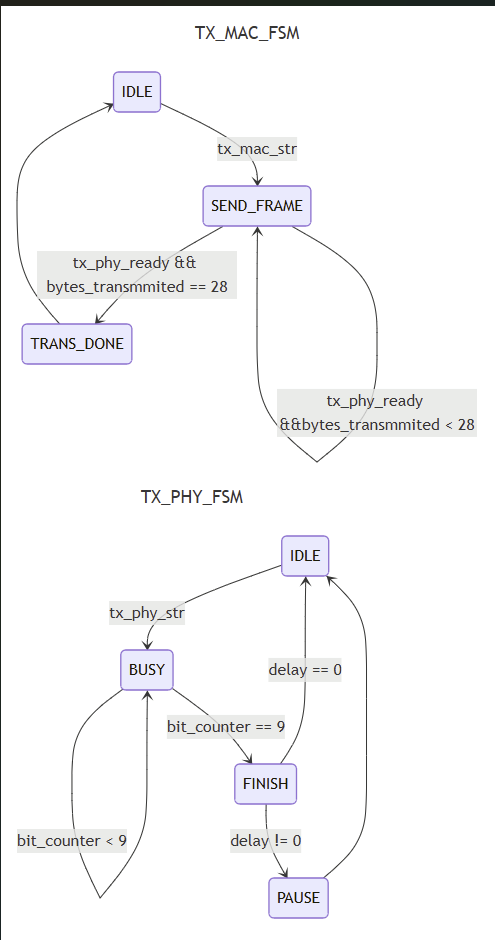 TX_MAC_FSM
IDLE
tx_mac_str
SEND_FRAME
tx_phy_ready &&
bytes_transmmited == 28
TRANS_DONE
tx_phy_ready
&&bytes_transmmited < 28
TX_PHY_FSM
IDLE
tx_phy_str
BUSY
delay == 0
bit_counter == 9
FINISH
bit_counter < 9
delay != 0
PAUSE